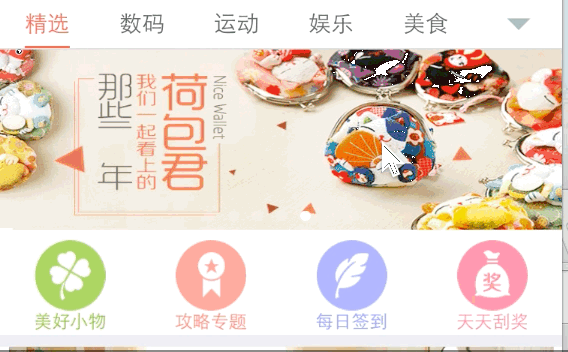 精选 数码 运动 娱乐 美食
那些年
我们一起看上的
荷包君
Nice Wallet
美好小物 攻略专题 每日签到 天天刮奖
奖